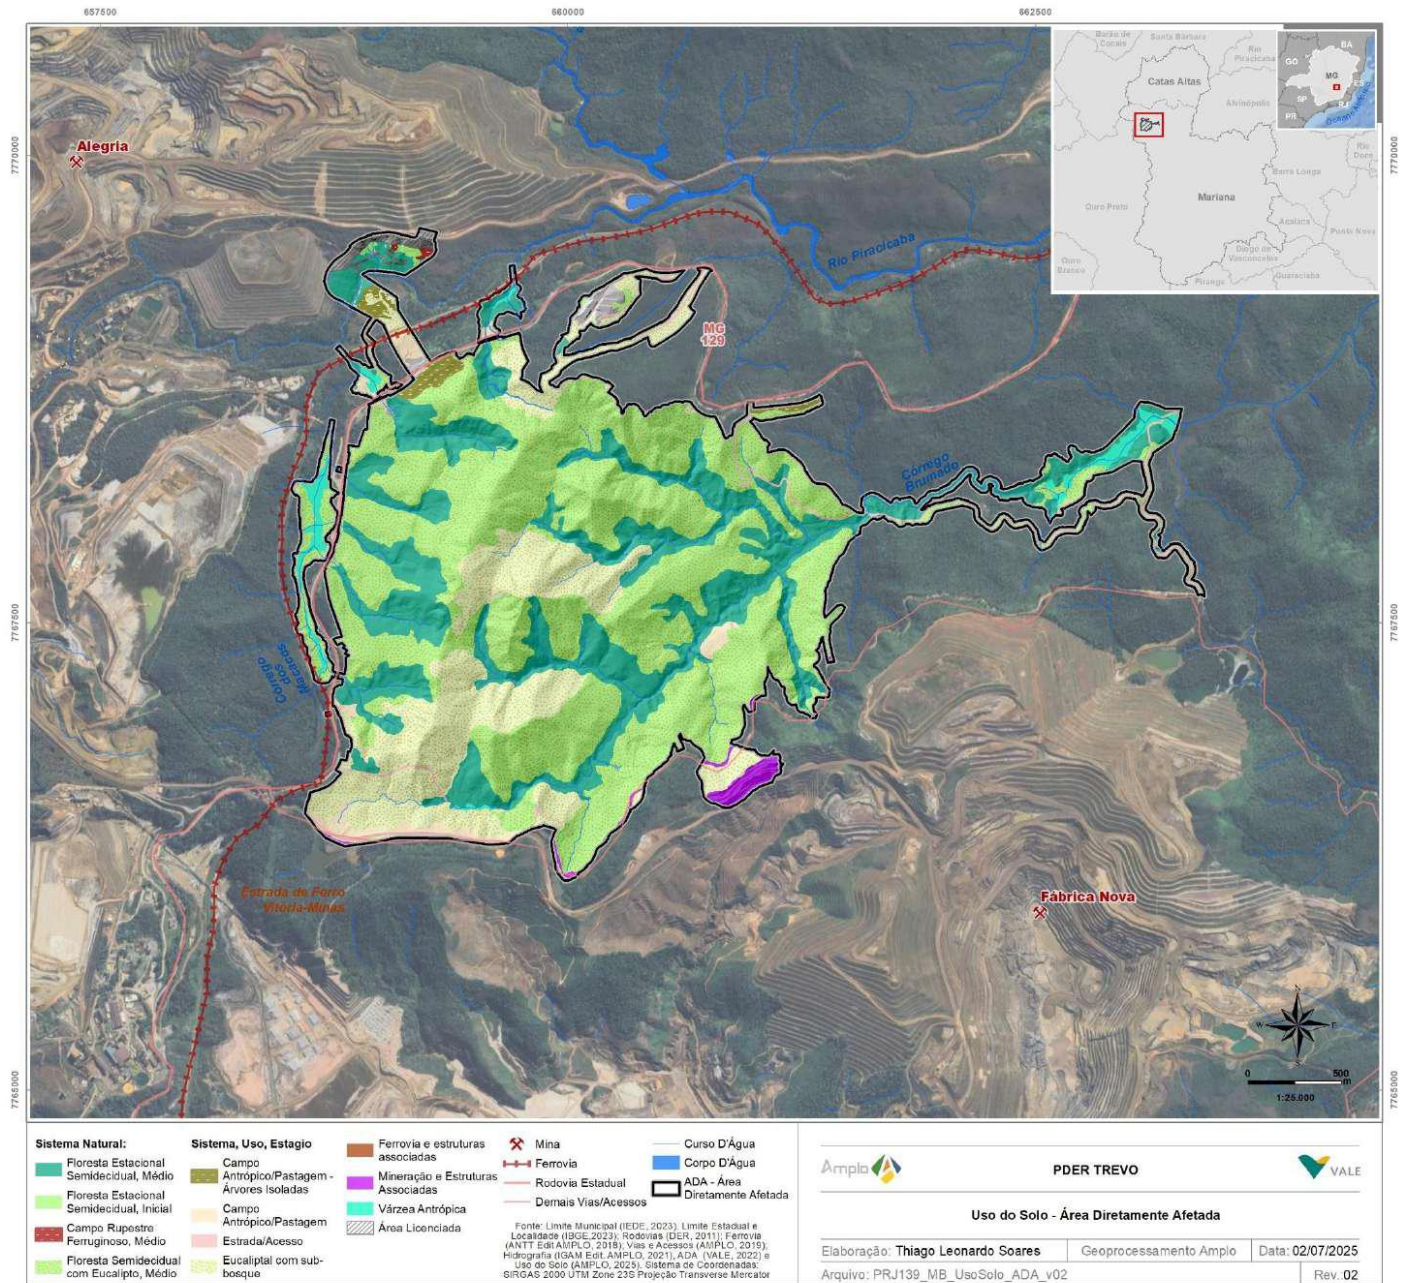 657500
660000
662500
7770000
7770000
7767500
7767500
7765000
7765000
Alegria
Rio Piracicaba
MG
129
Córrego
Brumado
Córrego
dos
Macacos
Estrada de Ferro
Vitória-Minas
Fábrica Nova
Barão de
Cocais
Santa Bárbara
Rio
Piracicaba
Catas Altas
Alvinópolis
Rio
Doce
Barra Longa
Mariana
Ouro Preto
Acaiaca
Ponte Nova
Diogo de
Vasconcelos
Ouro
Branco
Piranga
Guaraciaba
BA
GO
MG
ES
SP
RJ
PR
N
W
E
S
0
500
m
1:25.000
Sistema Natural:
Floresta Estacional
Semidecidual, Médio
Floresta Estacional
Semidecidual, Inicial
Campo Rupestre
Ferruginoso, Médio
Floresta Semidecidual
com Eucalipto, Médio
Sistema, Uso, Estagio
Campo
Antrópico/Pastagem -
Árvores Isoladas
Campo
Antrópico/Pastagem
Estrada/Acesso
Eucaliptal com sub-
bosque
Ferrovia e estruturas
associadas
Mineração e Estruturas
Associadas
Várzea Antrópica
Área Licenciada
Mina
Ferrovia
Rodovia Estadual
Demais Vias/Acessos
Curso D'Água
Corpo D'Água
ADA - Área
Diretamente Afetada
Fonte: Limite Municipal (IEDE, 2023), Limite Estadual e
Localidade (IBGE,2023); Rodovias (DER, 2011); Ferrovia
(ANTT Edit AMPLO, 2018); Vias e Acessos (AMPLO, 2019);
Hidrografia (IGAM Edit. AMPLO, 2021), ADA (VALE, 2022) e
Uso do Solo (AMPLO, 2025). Sistema de Coordenadas:
SIRGAS 2000 UTM Zone 23S Projeção Transverse Mercator
Amplo
PDER TREVO
VALE
Uso do Solo - Área Diretamente Afetada
Elaboração: Thiago Leonardo Soares
Geoprocessamento Amplo
Data: 02/07/2025
Arquivo: PRJ139_MB_UsoSolo_ADA_v02
Rev.:02